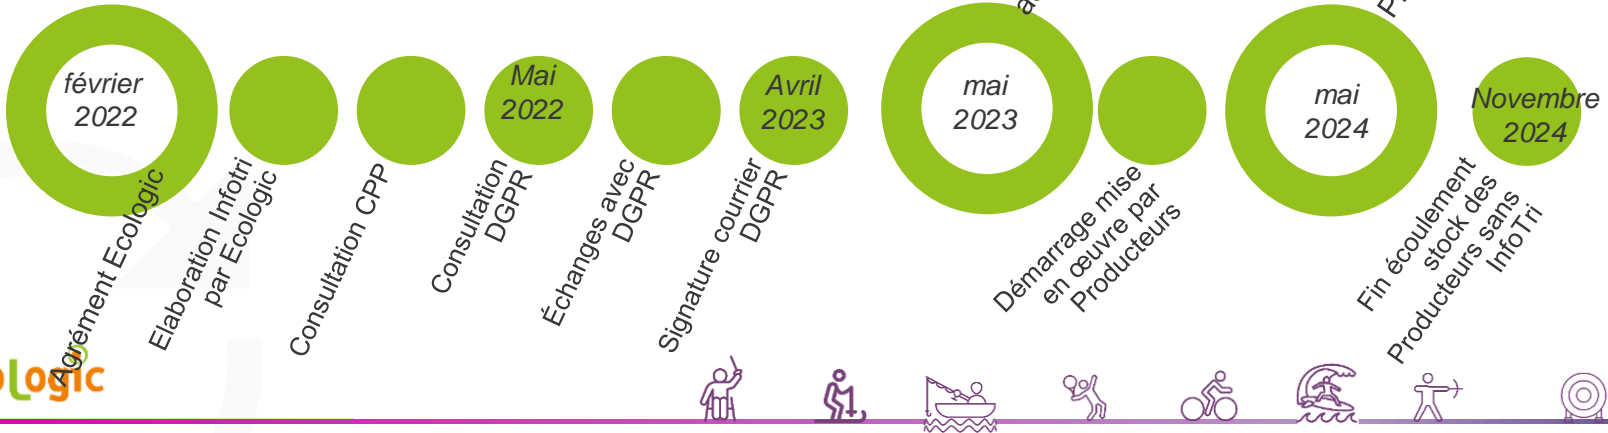 février
2022
Agrément Ecologic
Elaboration Infotri
par Ecologic
Consultation CPP
Mai
2022
Consultation
DGPR
Échanges avec
DGPR
Avril
2023
Signature courrier
DGPR
mai
2023
Démarrage mise
en œuvre par
Producteurs
mai
2024
Novembre
2024
Fin écoulement
stock des
Producteurs sans
InfoTri
ologic